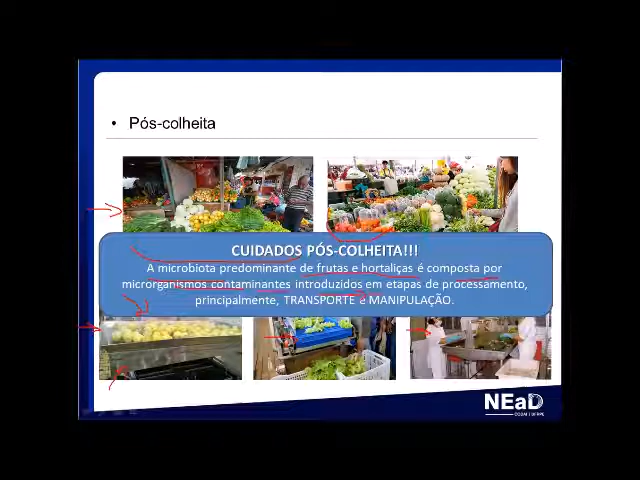 • Pós-colheita
CUIDADOS PÓS-COLHEITA!!!
A microbiota predominante de frutas e hortaliças é composta por
microrganismos contaminantes introduzidos em etapas de processamento,
principalmente, TRANSPORTE e MANIPULAÇÃO.
NEaD